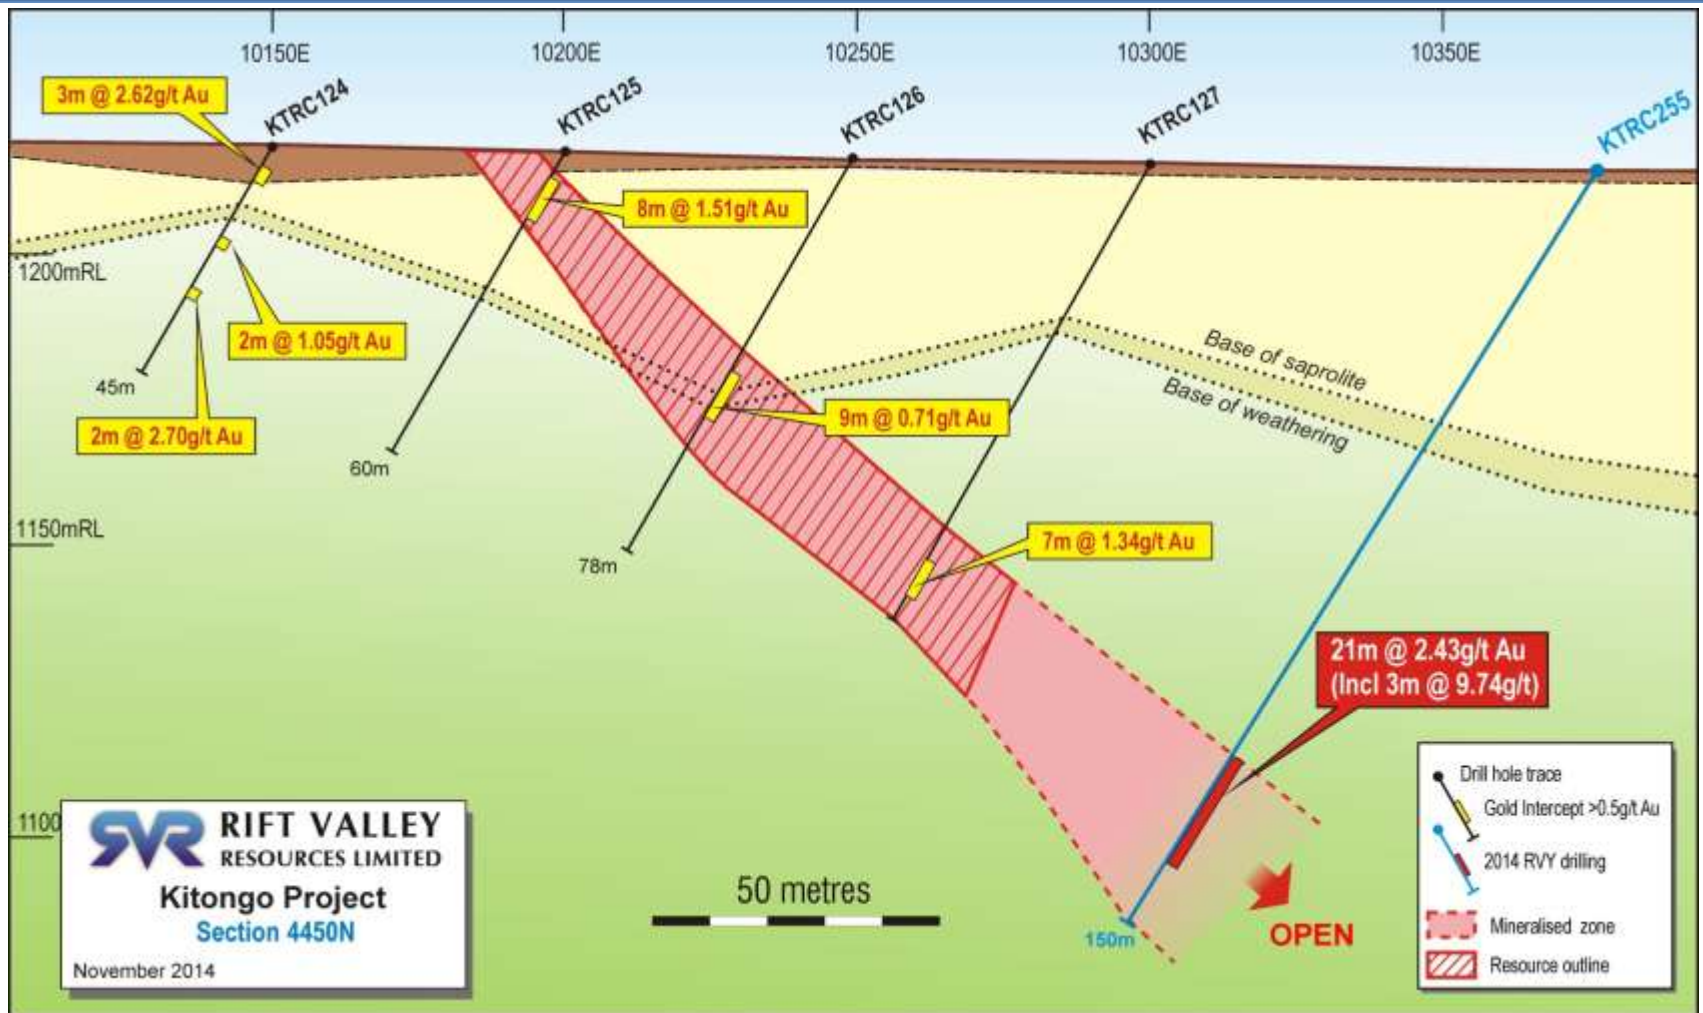 10150E
10200E
10250E
10300E
10350E
3m @ 2.62g/t Au
KTRC124
KTRC125
KTRC126
KTRC127
KTRC255
8m @ 1.51g/t Au
1200mRL
2m @ 1.05g/t Au
45m
2m @ 2.70g/t Au
60m
9m @ 0.71g/t Au
Base of saprolite
Base of weathering
1150mRL
78m
7m @ 1.34g/t Au
21m @ 2.43g/t Au
(Incl 3m @ 9.74g/t)
1100
SVR
RIFT VALLEY
RESOURCES LIMITED
Kitongo Project
Section 4450N
November 2014
50 metres
150m
OPEN
Drill hole trace
Gold Intercept >0.5g/t Au
2014 RVY drilling
Mineralised zone
Resource outline